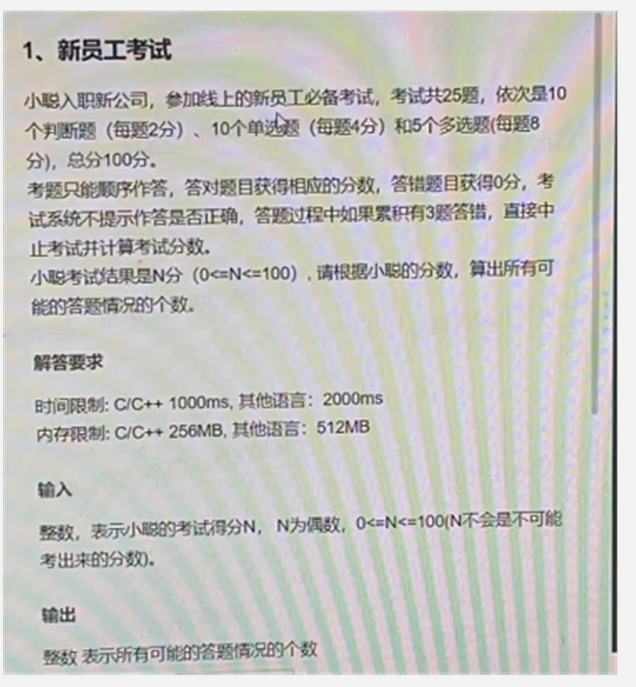 1、新员工考试
小聪入职新公司，参加线上的新员工必备考试，考试共25题，依次是10
个判断题（每题2分）、10个单选题（每题4分）和5个多选题(每题8
分)，总分100分。
考题只能顺序作答，答对题目获得相应的分数，答错题目获得0分，考
试系统不提示作答是否正确，答题过程中如果累积有3题答错，直接中
止考试并计算考试分数。
小聪考试结果是N分（0<=N<=100）, 请根据小聪的分数，算出所有可
能的答题情况的个数。
解答要求
时间限制: C/C++ 1000ms, 其他语言：2000ms
内存限制: C/C++ 256MB, 其他语言：512MB
输入
整数，表示小聪的考试得分N， N为偶数，0<=N<=100(N不会是不可能
考出来的分数)。
输出
整数 表示所有可能的答题情况的个数